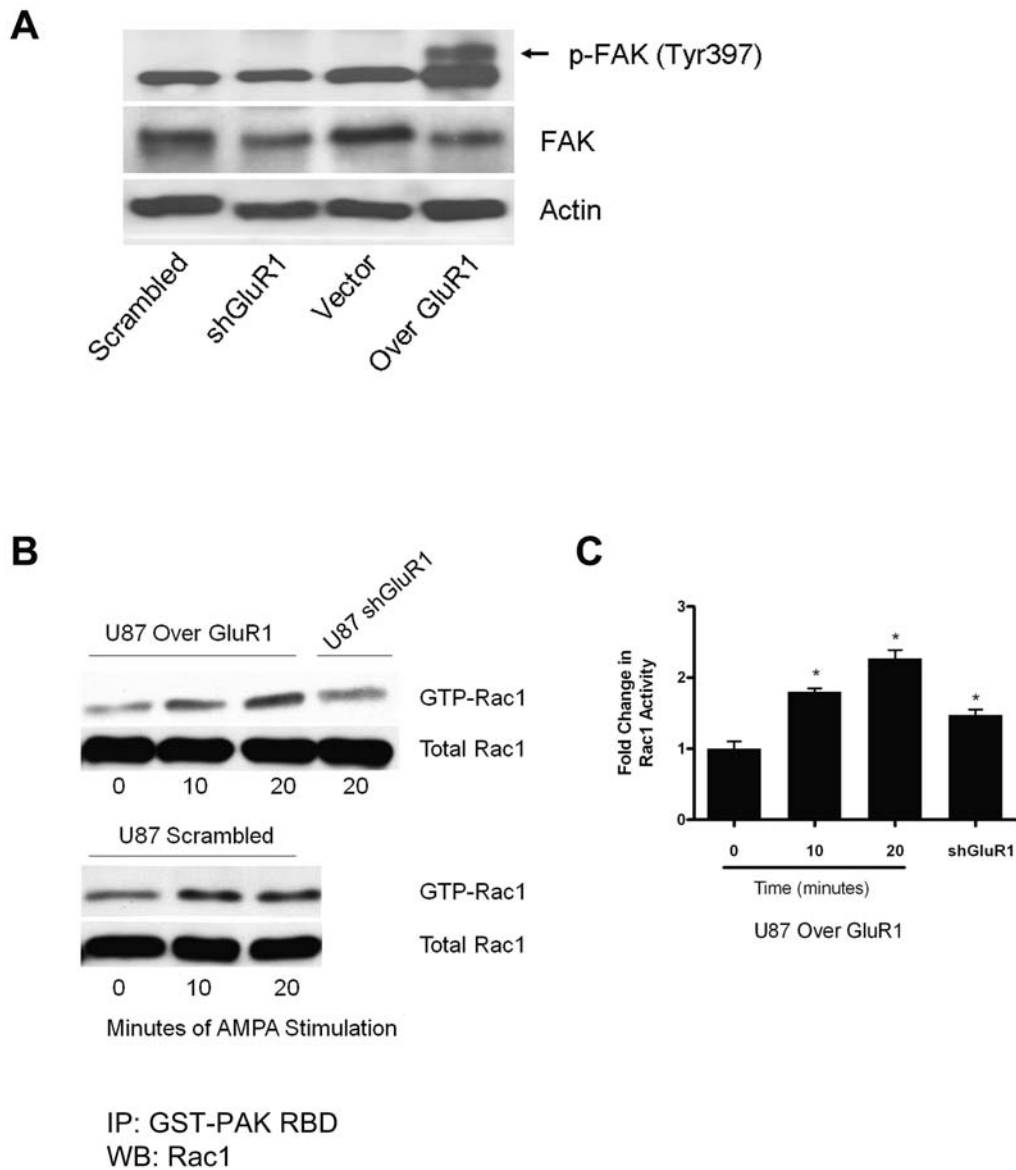 A
p-FAK (Tyr397)
FAK
Actin
Scrambled
shGluR1
Vector
Over GluR1
B
U87 Over GluR1
U87 shGluR1
GTP-Rac1
Total Rac1
0 10 20 20
U87 Scrambled
GTP-Rac1
Total Rac1
0 10 20
Minutes of AMPA Stimulation
IP: GST-PAK RBD
WB: Rac1
C
Fold Change in
Rac1 Activity
3
2
1
0
* * *
0 10 20 shGluR1
Time (minutes)
U87 Over GluR1